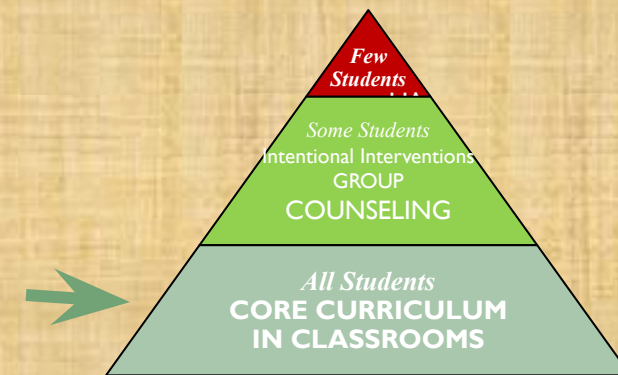 Few
Students
Some Students
Intentional Interventions
GROUP
COUNSELING
All Students
CORE CURRICULUM
IN CLASSROOMS